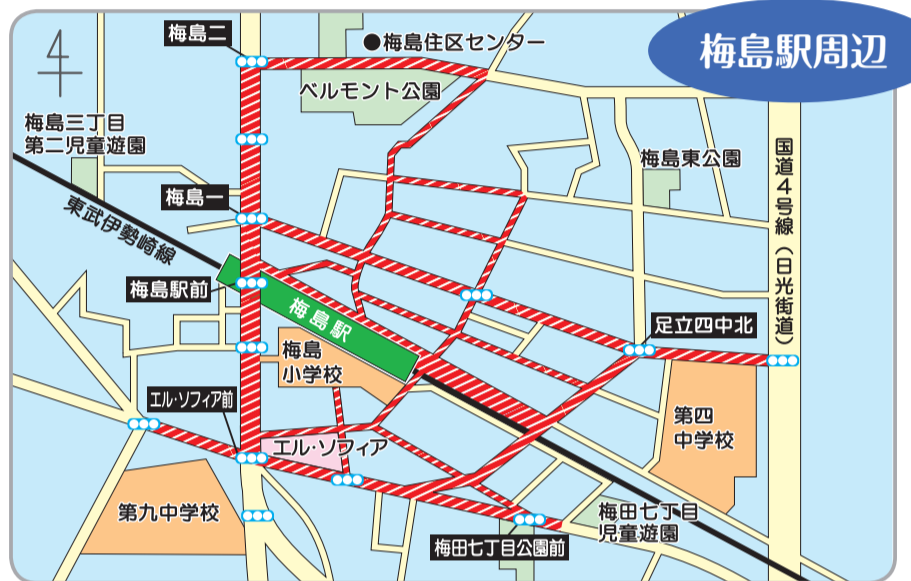 梅島駅周辺
梅島二
●梅島住区センター
ベルモント公園
梅島三丁目
第二児童遊園
梅島東公園
国道4号線(日光街道)
梅島一
東武伊勢崎線
梅島駅前
梅島駅
足立四中北
梅島
小学校
エル・ソフィア前
第四
中学校
エル・ソフィア
第九中学校
梅田七丁目
児童遊園
梅田七丁目公園前